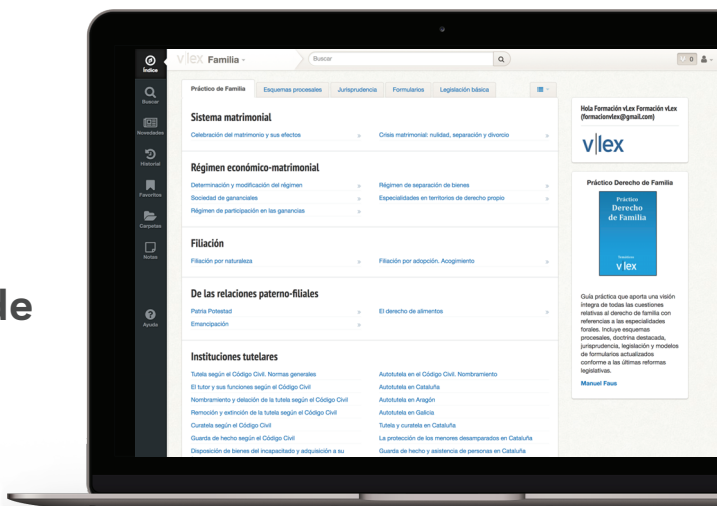 de
Índice
Buscar
Novedades
Historial
Favoritos
Carpetas
Notas
Ayuda
vlex Familia
Buscar
0
Práctico de Familia
Esquemas procesales
Jurisprudencia
Formularios
Legislación básica
Sistema matrimonial
Celebración del matrimonio y sus efectos »
Crisis matrimonial: nulidad, separación y divorcio »
Régimen económico-matrimonial
Determinación y modificación del régimen »
Régimen de separación de bienes »
Sociedad de gananciales »
Especialidades en territorios de derecho propio »
Régimen de participación en las ganancias »
Filiación
Filiación por naturaleza »
Filiación por adopción. Acogimiento »
De las relaciones paterno-filiales
Patria Potestad »
El derecho de alimentos »
Emancipación »
Instituciones tutelares
Tutela según el Código Civil. Normas generales
Autotutela en el Código Civil. Nombramiento
El tutor y sus funciones según el Código Civil
Autotutela en Cataluña
Nombramiento y delación de la tutela según el Código Civil
Autotutela en Aragón
Remoción y extinción de la tutela según el Código Civil
Autotutela en Galicia
Curatela según el Código Civil
Tutela y curatela en Cataluña
Guarda de hecho según el Código Civil
La protección de los menores desamparados en Cataluña
Disposición de bienes del incapacitado y adquisición a su
Guarda de hecho y asistencia de personas en Cataluña
Hola Formación vLex Formación vLex
(formacionvlex@gmail.com)
v|lex
Práctico Derecho de Familia
Práctico
Derecho
de Familia
v lex
Guía práctica que aporta una visión
íntegra de todas las cuestiones
relativas al derecho de familia con
referencias a las especialidades
forales. Incluye esquemas
procesales, doctrina destacada,
jurisprudencia, legislación y modelos
de formularios actualizados
conforme a las últimas reformas
legislativas.
Manuel Faus